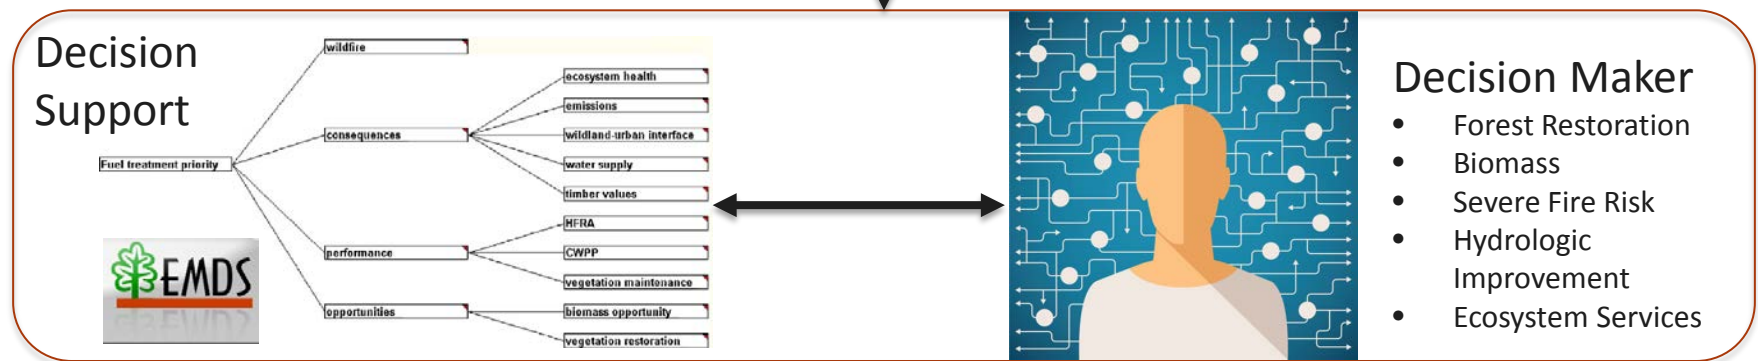 Decision
Support
wildfire
ecosystem health
emissions
consequences
wildland-urban interface
Fuel treatment priority
water supply
timber values
HFRA
performance
CWPP
vegetation maintenance
opportunities
biomass opportunity
vegetation restoration
EMDS
Decision Maker
• Forest Restoration
• Biomass
• Severe Fire Risk
• Hydrologic
Improvement
• Ecosystem Services